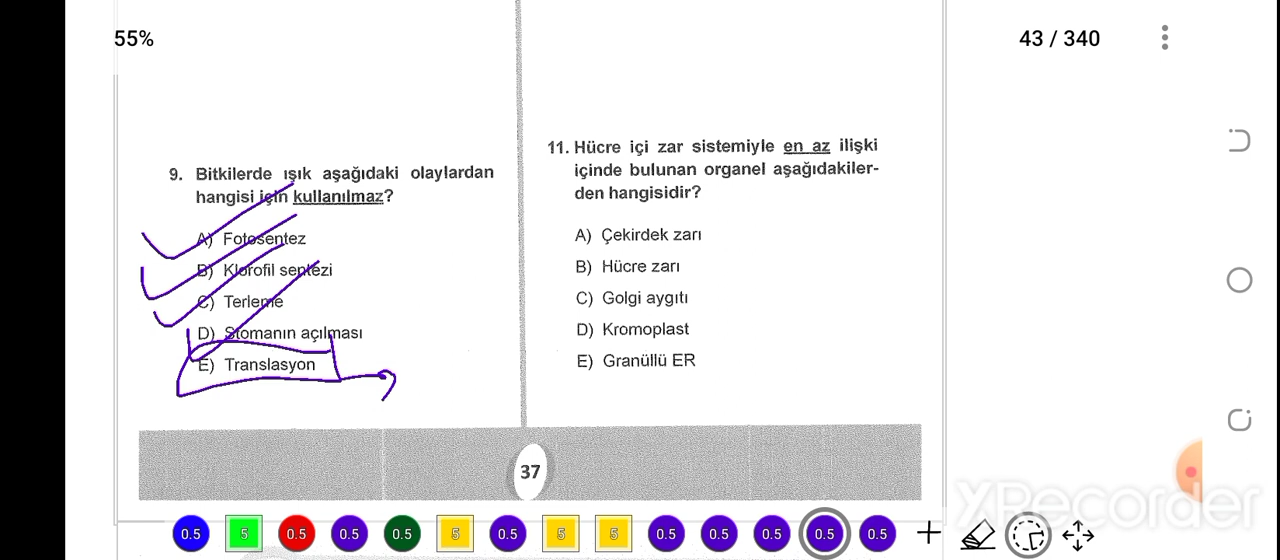 55%
43 / 340
9. Bitkilerde ışık aşağıdaki olaylardan
hangisi için kullanılmaz?
A) Fotosentez
B) Klorofil sentezi
C) Terleme
D) Stomanın açılması
E) Translasyon
11. Hücre içi zar sistemiyle en az ilişki
içinde bulunan organel aşağıdakiler-
den hangisidir?
A) Çekirdek zarı
B) Hücre zarı
C) Golgi aygıtı
D) Kromoplast
E) Granüllü ER
37
0.5 5 0.5 0.5 0.5 5 0.5 5 5 0.5 0.5 0.5 0.5 0.5
XRecorder